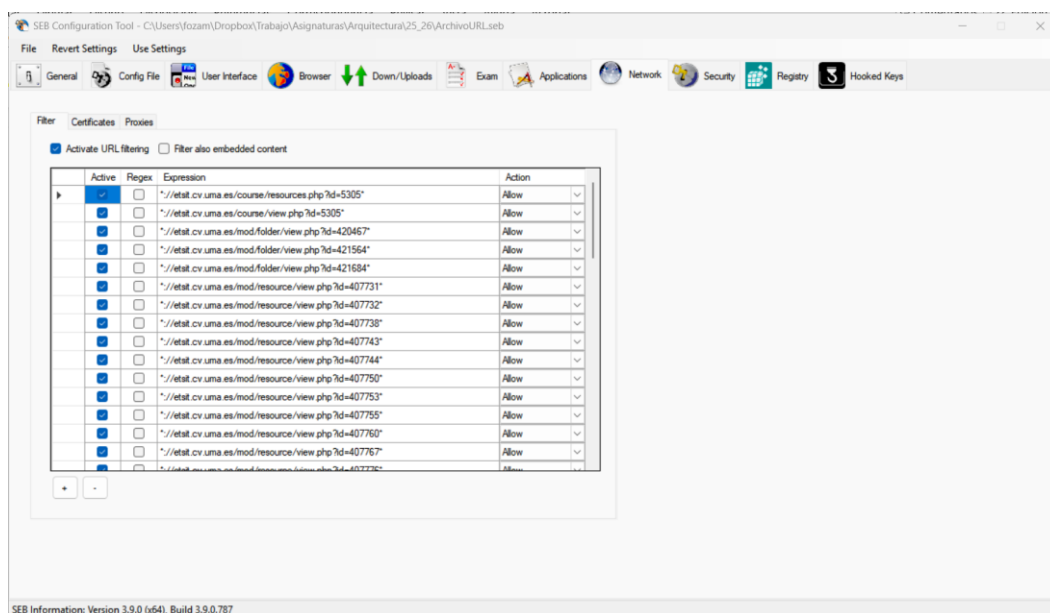 SEB Configuration Tool - C:\Users\fozam\Dropbox\Trabajo\Asignaturas\Arquitectura\25_26\ArchivoURL.seb
File Revert Settings Use Settings
General Config File User Interface Browser Down/Uploads Exam Applications Network Security Registry Hooked Keys
Filter Certificates Proxies
Activate URL filtering Filter also embedded content
Active Regex Expression Action
*://etsit.cv.uma.es/course/resources.php?id=5305* Allow
*://etsit.cv.uma.es/course/view.php?id=5305* Allow
*://etsit.cv.uma.es/mod/folder/view.php?id=420467* Allow
*://etsit.cv.uma.es/mod/folder/view.php?id=421564* Allow
*://etsit.cv.uma.es/mod/folder/view.php?id=421684* Allow
*://etsit.cv.uma.es/mod/resource/view.php?id=407731* Allow
*://etsit.cv.uma.es/mod/resource/view.php?id=407732* Allow
*://etsit.cv.uma.es/mod/resource/view.php?id=407738* Allow
*://etsit.cv.uma.es/mod/resource/view.php?id=407743* Allow
*://etsit.cv.uma.es/mod/resource/view.php?id=407744* Allow
*://etsit.cv.uma.es/mod/resource/view.php?id=407750* Allow
*://etsit.cv.uma.es/mod/resource/view.php?id=407753* Allow
*://etsit.cv.uma.es/mod/resource/view.php?id=407755* Allow
*://etsit.cv.uma.es/mod/resource/view.php?id=407760* Allow
*://etsit.cv.uma.es/mod/resource/view.php?id=407767* Allow
+ -
SEB Information: Version 3.9.0 (x64), Build 3.9.0.787